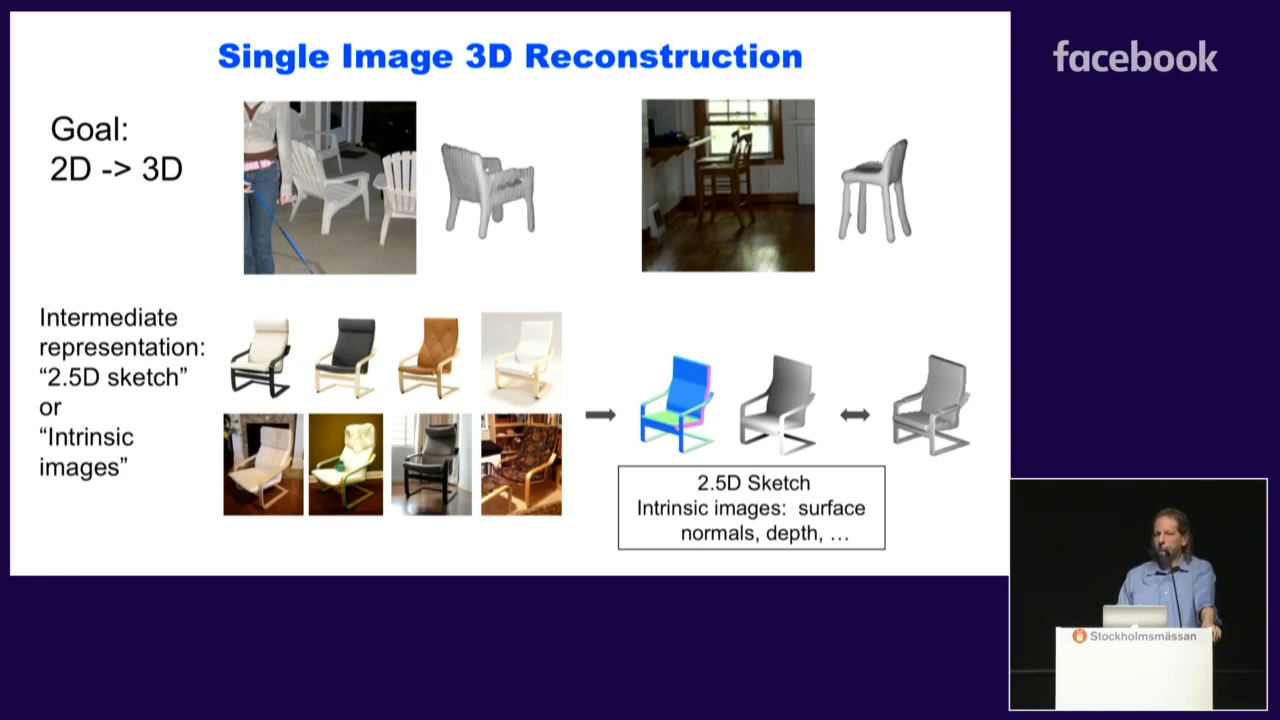 Single Image 3D Reconstruction
facebook
Goal:
2D -> 3D
Intermediate
representation:
“2.5D sketch”
or
“Intrinsic
images”
2.5D Sketch
Intrinsic images: surface
normals, depth, …
Stockholmsmässan